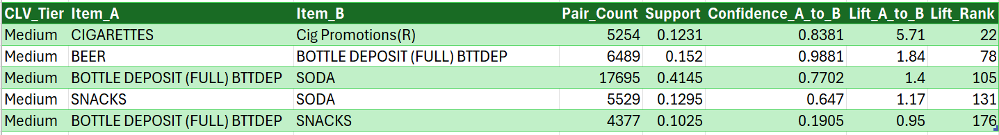 CLV_Tier Item_A Item_B Pair_Count Support Confidence_A_to_B Lift_A_to_B Lift_Rank
Medium CIGARETTES Cig Promotions(R) 5254 0.1231 0.8381 5.71 22
Medium BEER BOTTLE DEPOSIT (FULL) BTTDEP 6489 0.152 0.9881 1.84 78
Medium BOTTLE DEPOSIT (FULL) BTTDEP SODA 17695 0.4145 0.7702 1.4 105
Medium SNACKS SODA 5529 0.1295 0.647 1.17 131
Medium BOTTLE DEPOSIT (FULL) BTTDEP SNACKS 4377 0.1025 0.1905 0.95 176